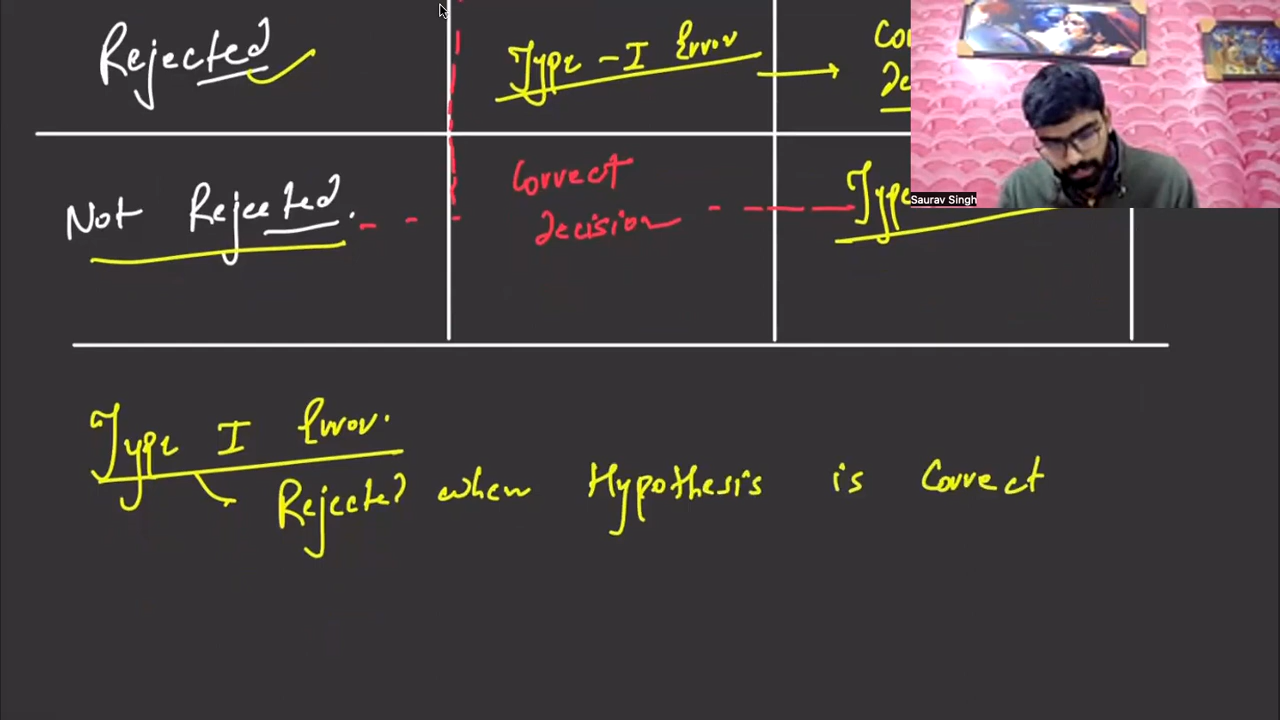 Rejected
Type - I Error
Saurav Singh
Not Rejected.
Correct
decision
Type I Error.
Rejected when Hypothesis is Correct